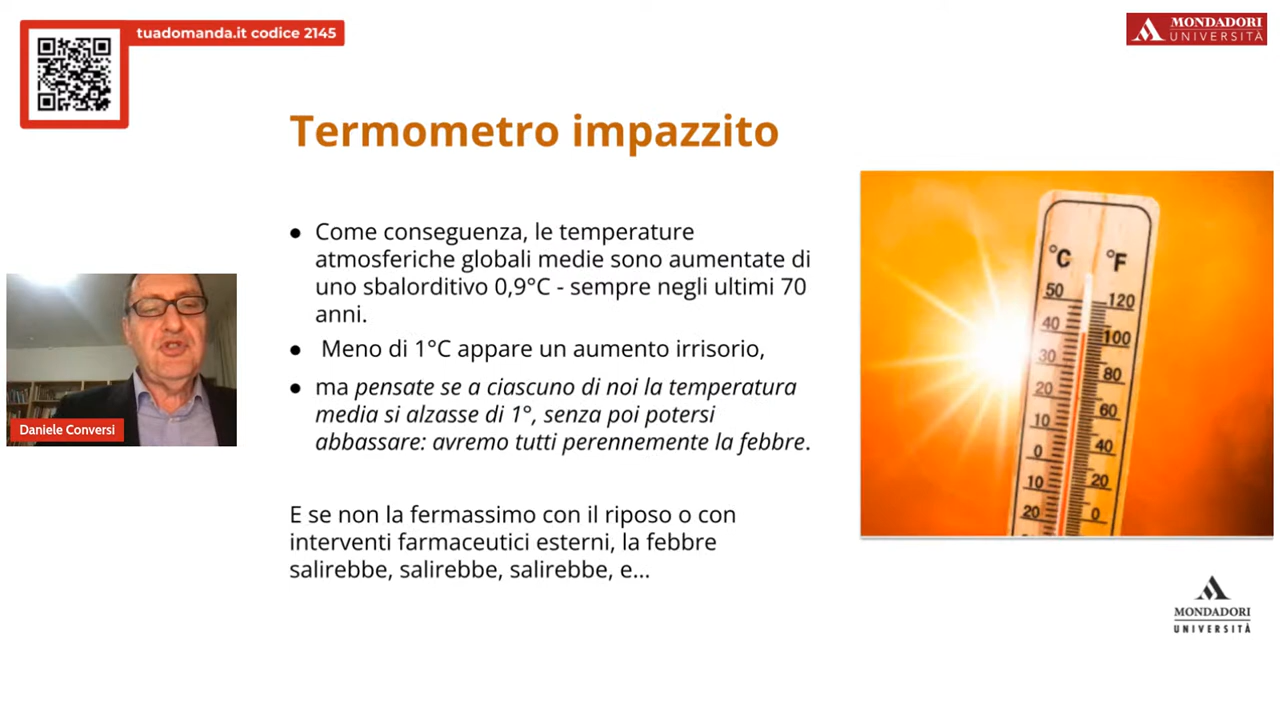 tuadomanda.it codice 2145
MONDADORI
UNIVERSITÀ
Termometro impazzito
● Come conseguenza, le temperature
atmosferiche globali medie sono aumentate di
uno sbalorditivo 0,9°C - sempre negli ultimi 70
anni.
● Meno di 1°C appare un aumento irrisorio,
● ma pensate se a ciascuno di noi la temperatura
media si alzasse di 1°, senza poi potersi
abbassare: avremo tutti perennemente la febbre.
E se non la fermassimo con il riposo o con
interventi farmaceutici esterni, la febbre
salirebbe, salirebbe, salirebbe, e...
Daniele Conversi
°C °F
50 120
40 100
30 80
20 60
10 40
0 20
10 0
20
MONDADORI
UNIVERSITÀ